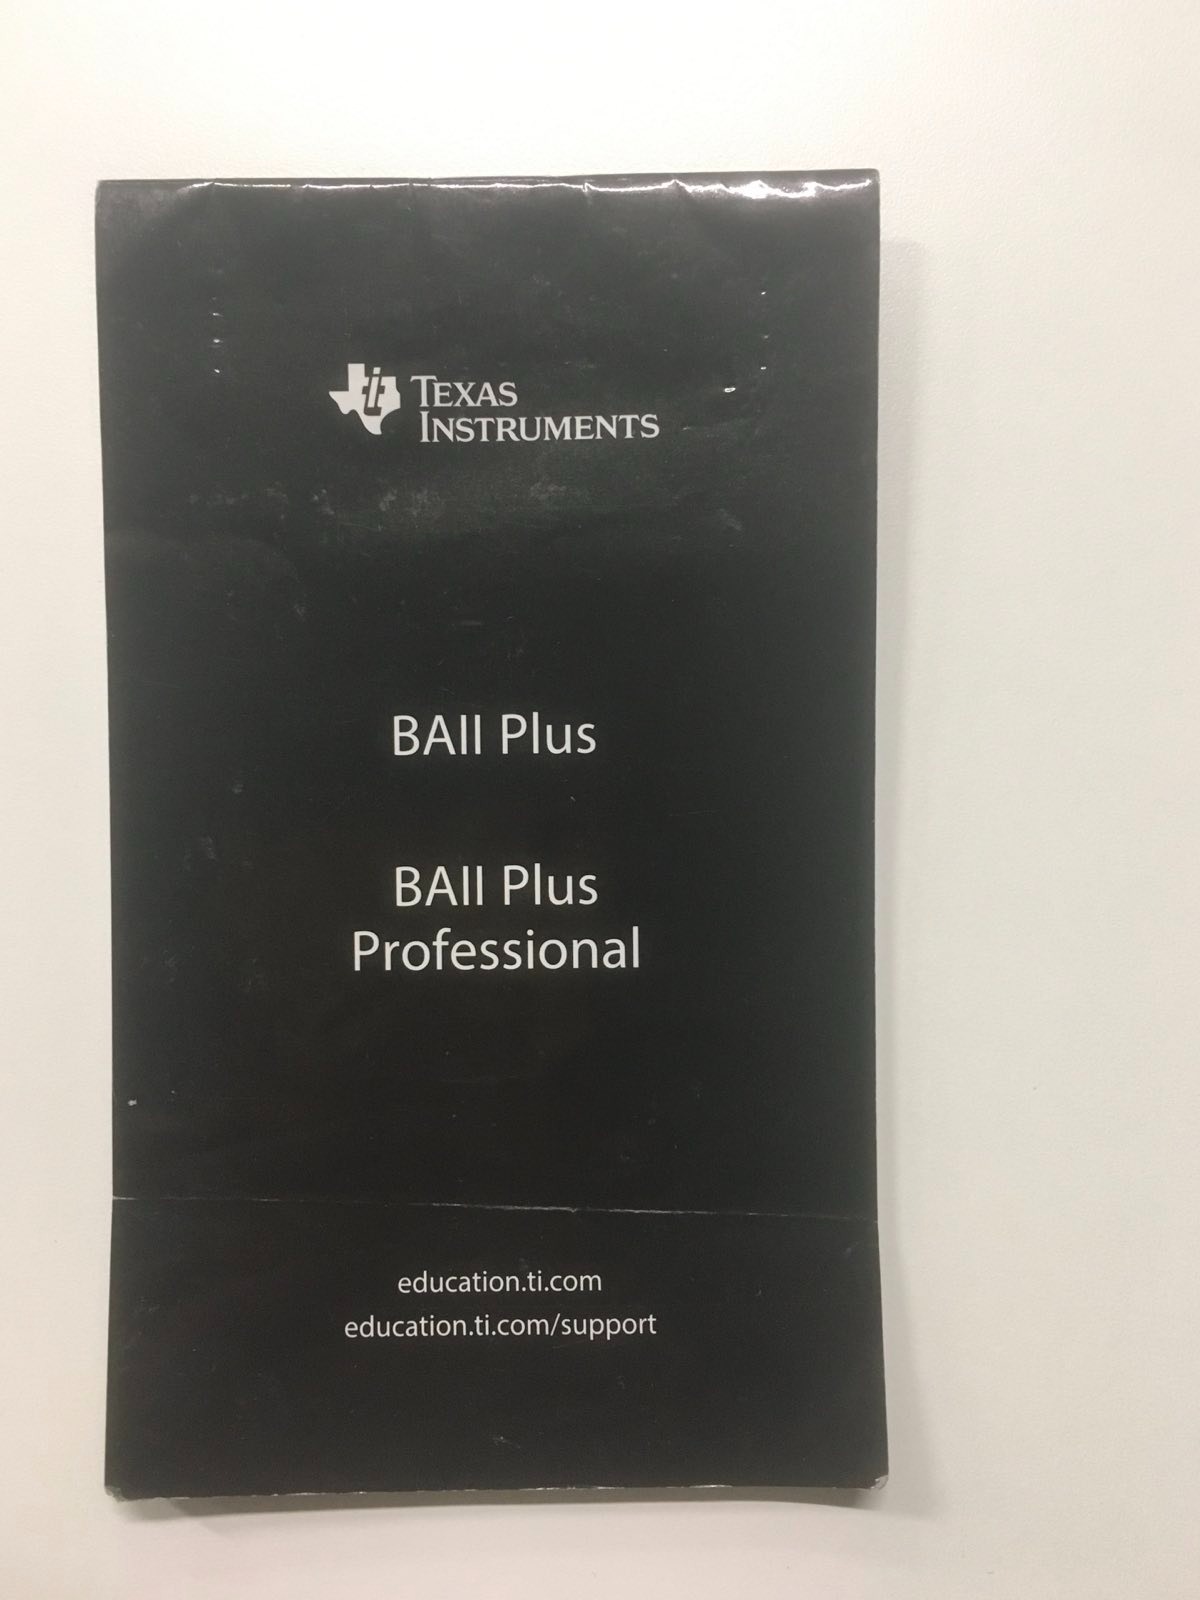 TEXAS
INSTRUMENTS
BAII Plus
BAII Plus
Professional
education.ti.com
education.ti.com/support